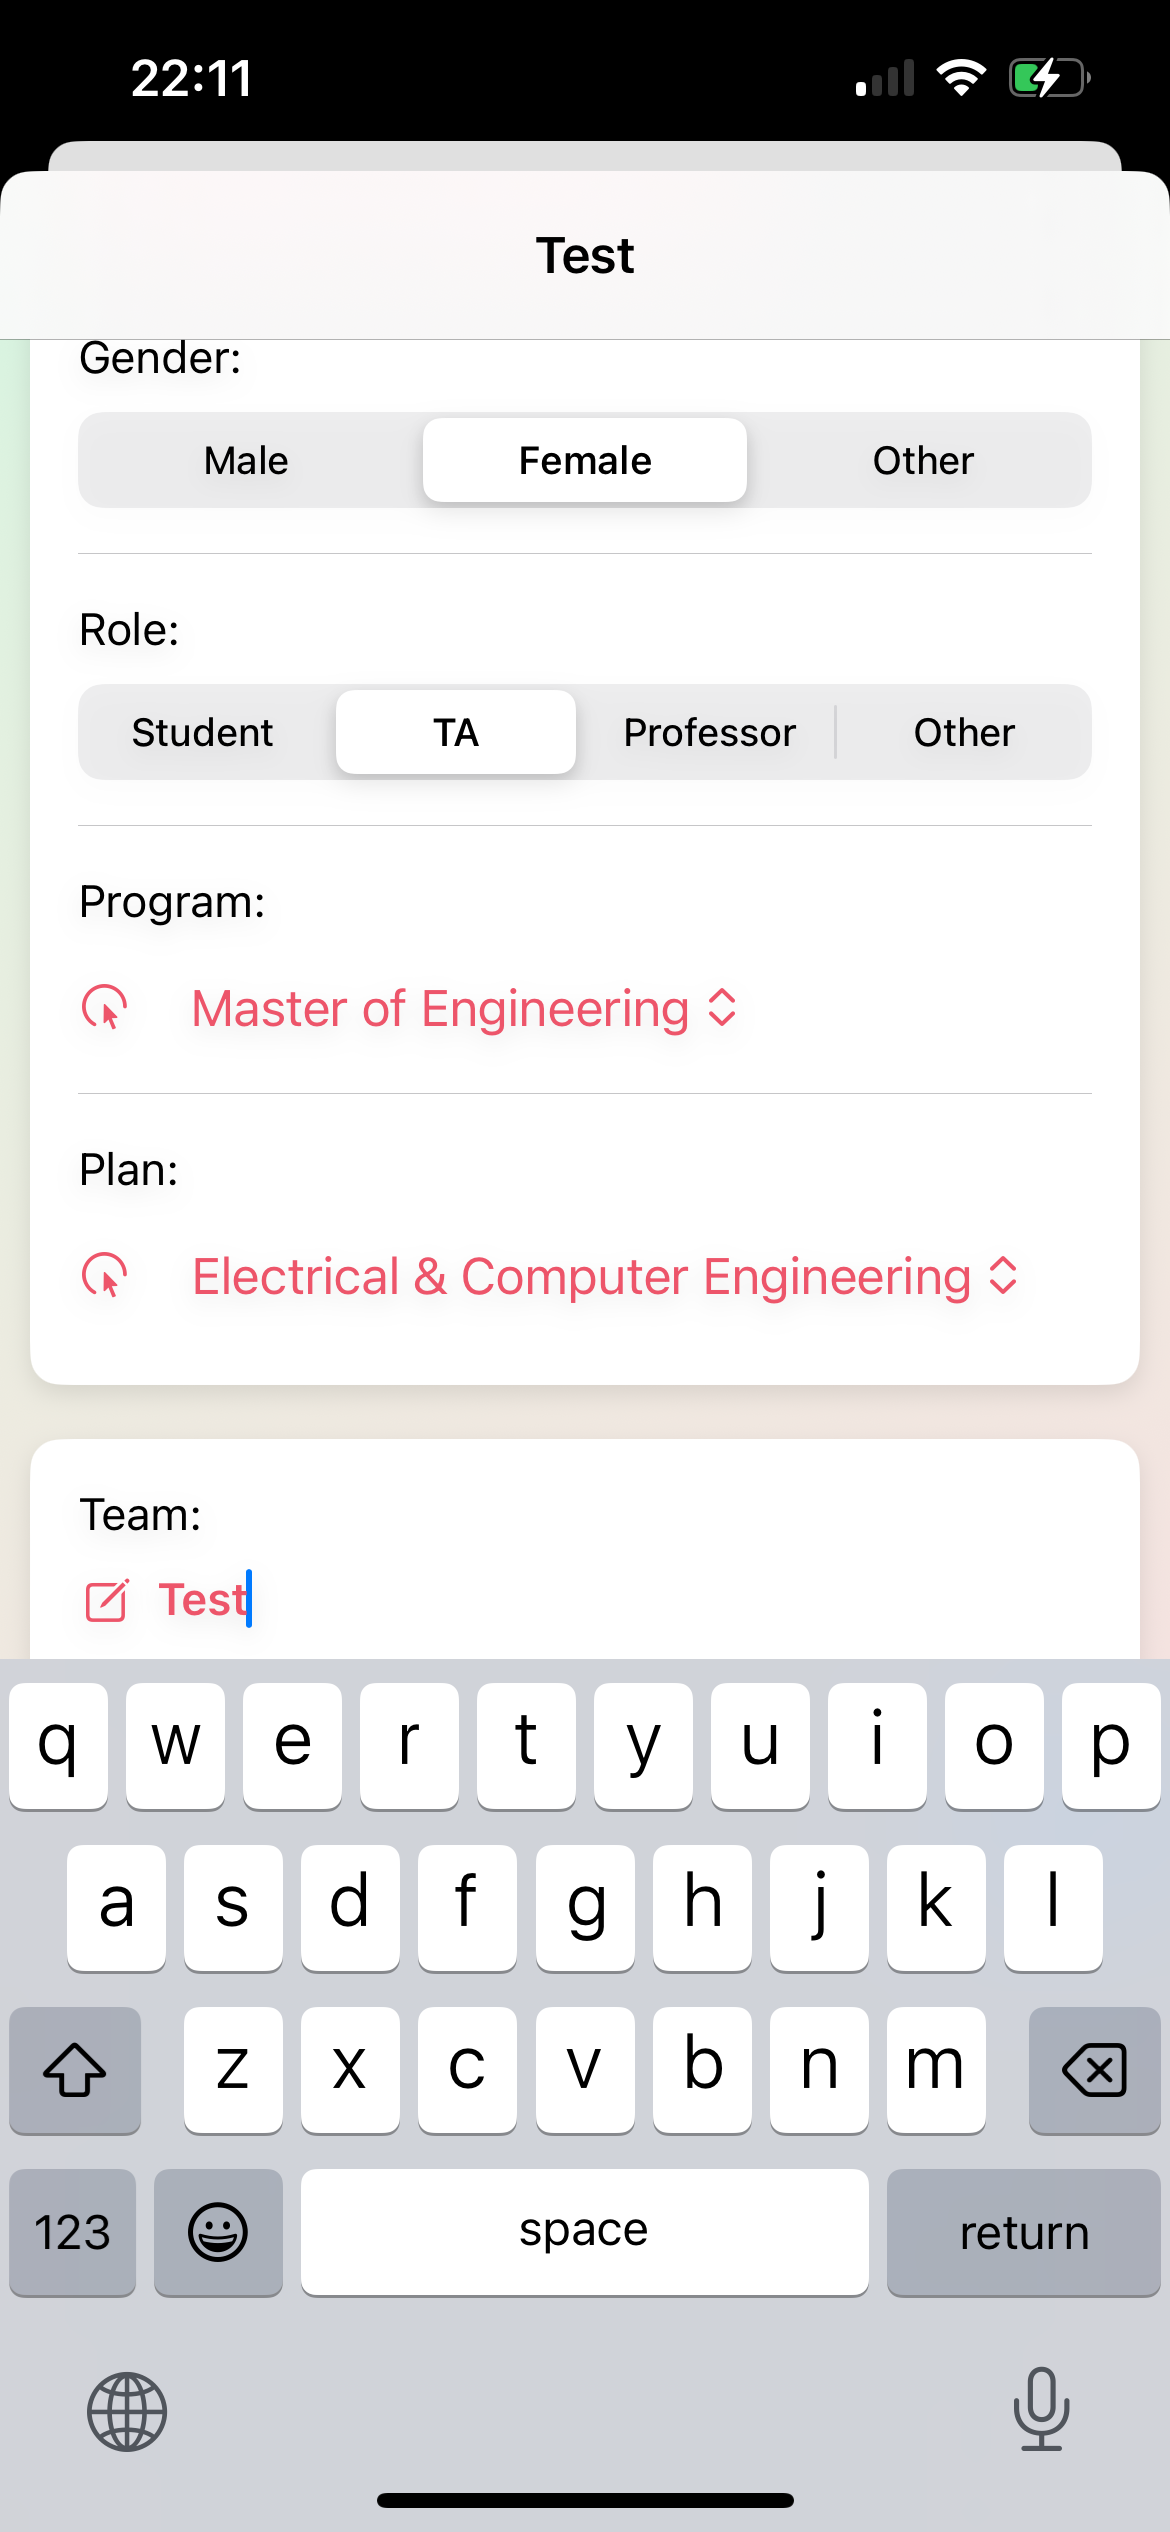 22:11
Test
Gender:
Male Female Other
Role:
Student TA Professor Other
Program:
Master of Engineering
Plan:
Electrical & Computer Engineering
Team:
Test
q w e r t y u i o p
a s d f g h j k l
z x c v b n m
123 space return